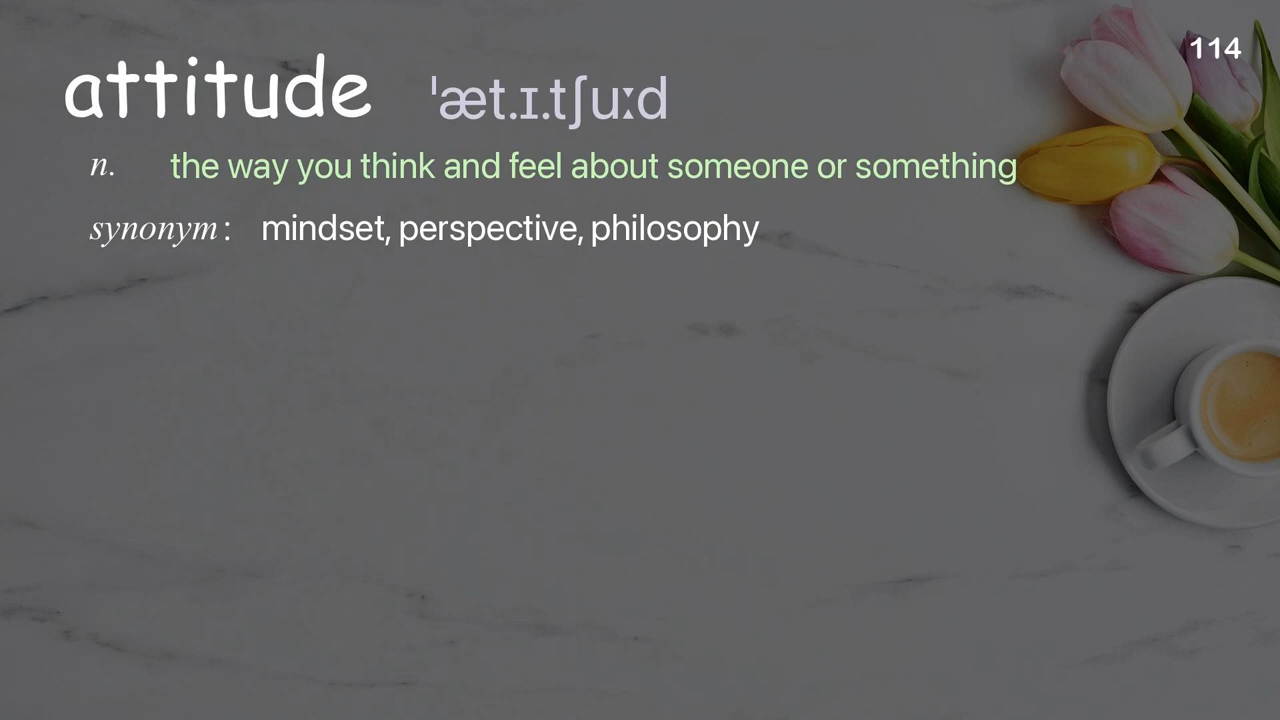 114
attitude ˈæt.ɪ.tʃuːd
n. the way you think and feel about someone or something
synonym: mindset, perspective, philosophy